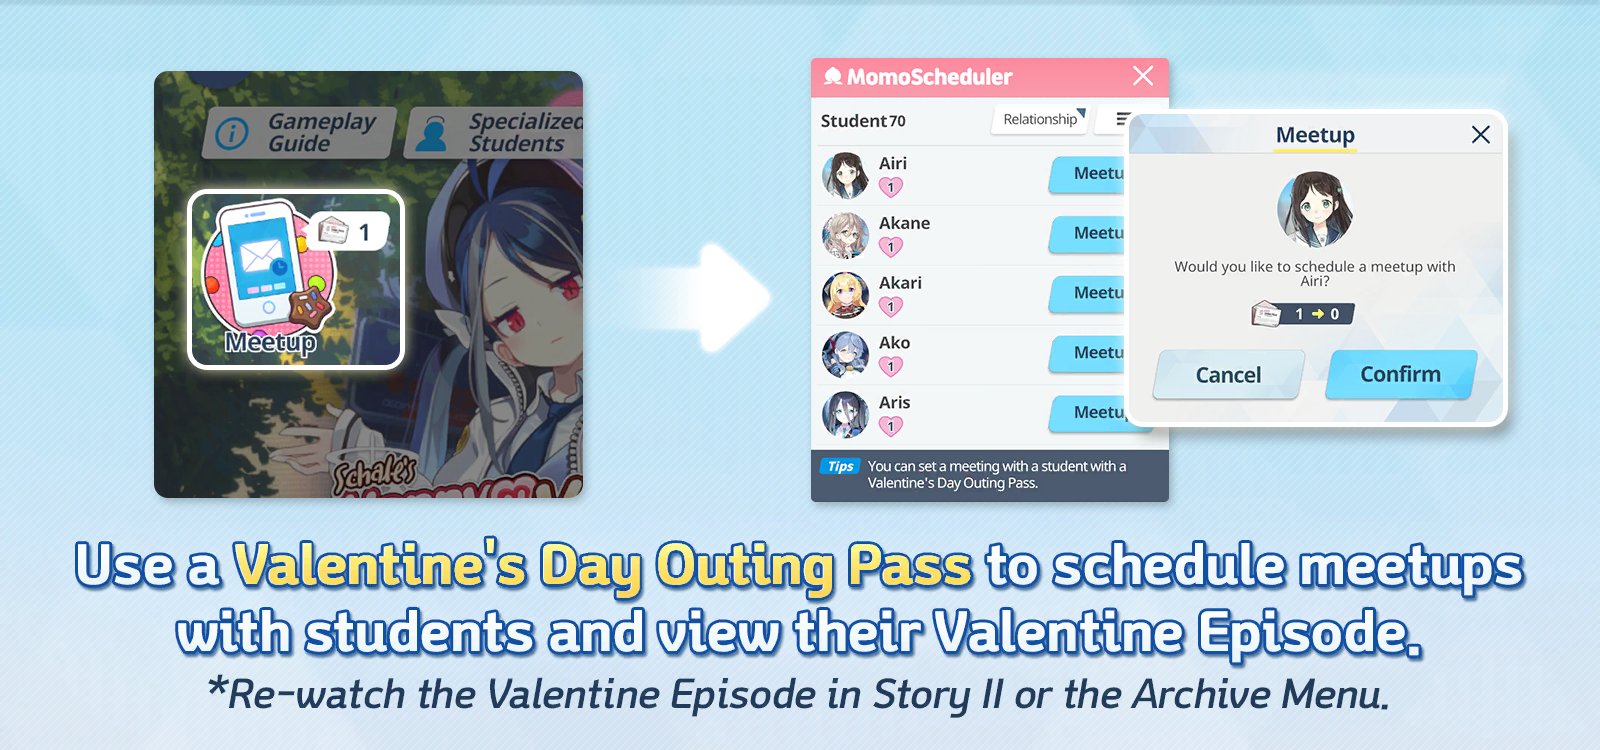 Gameplay
Guide
Specialized
Students
1
Meetup
Schale's
MomoScheduler
Student 70
Relationship
Airi
1
Meetu
Akane
1
Meetu
Akari
1
Meetu
Ako
1
Meetu
Aris
1
Meetu
Tips You can set a meeting with a student with a
Valentine's Day Outing Pass.
Meetup
Would you like to schedule a meetup with
Airi?
1 0
Cancel
Confirm
Use a Valentine's Day Outing Pass to schedule meetups
with students and view their Valentine Episode.
*Re-watch the Valentine Episode in Story II or the Archive Menu.